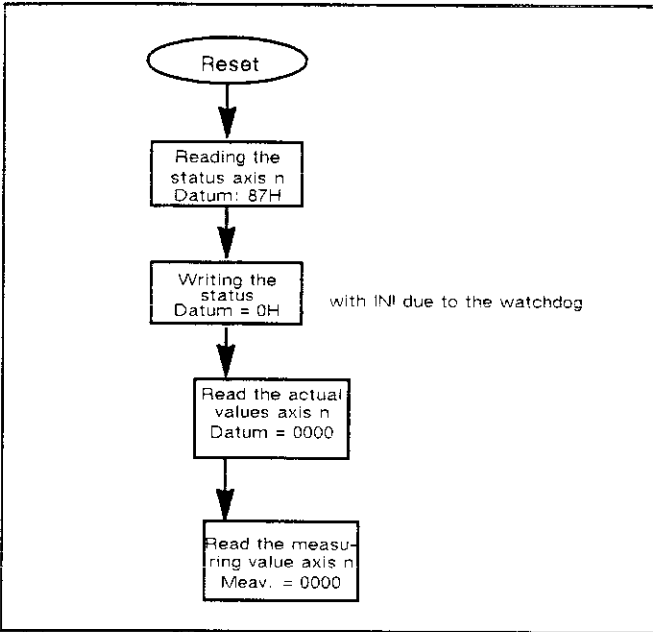 Reset
Reading the
status axis n
Datum: 87H
Writing the
status
Datum = 0H
with INI due to the watchdog
Read the actual
values axis n
Datum = 0000
Read the measu-
ring value axis n
Meav. = 0000